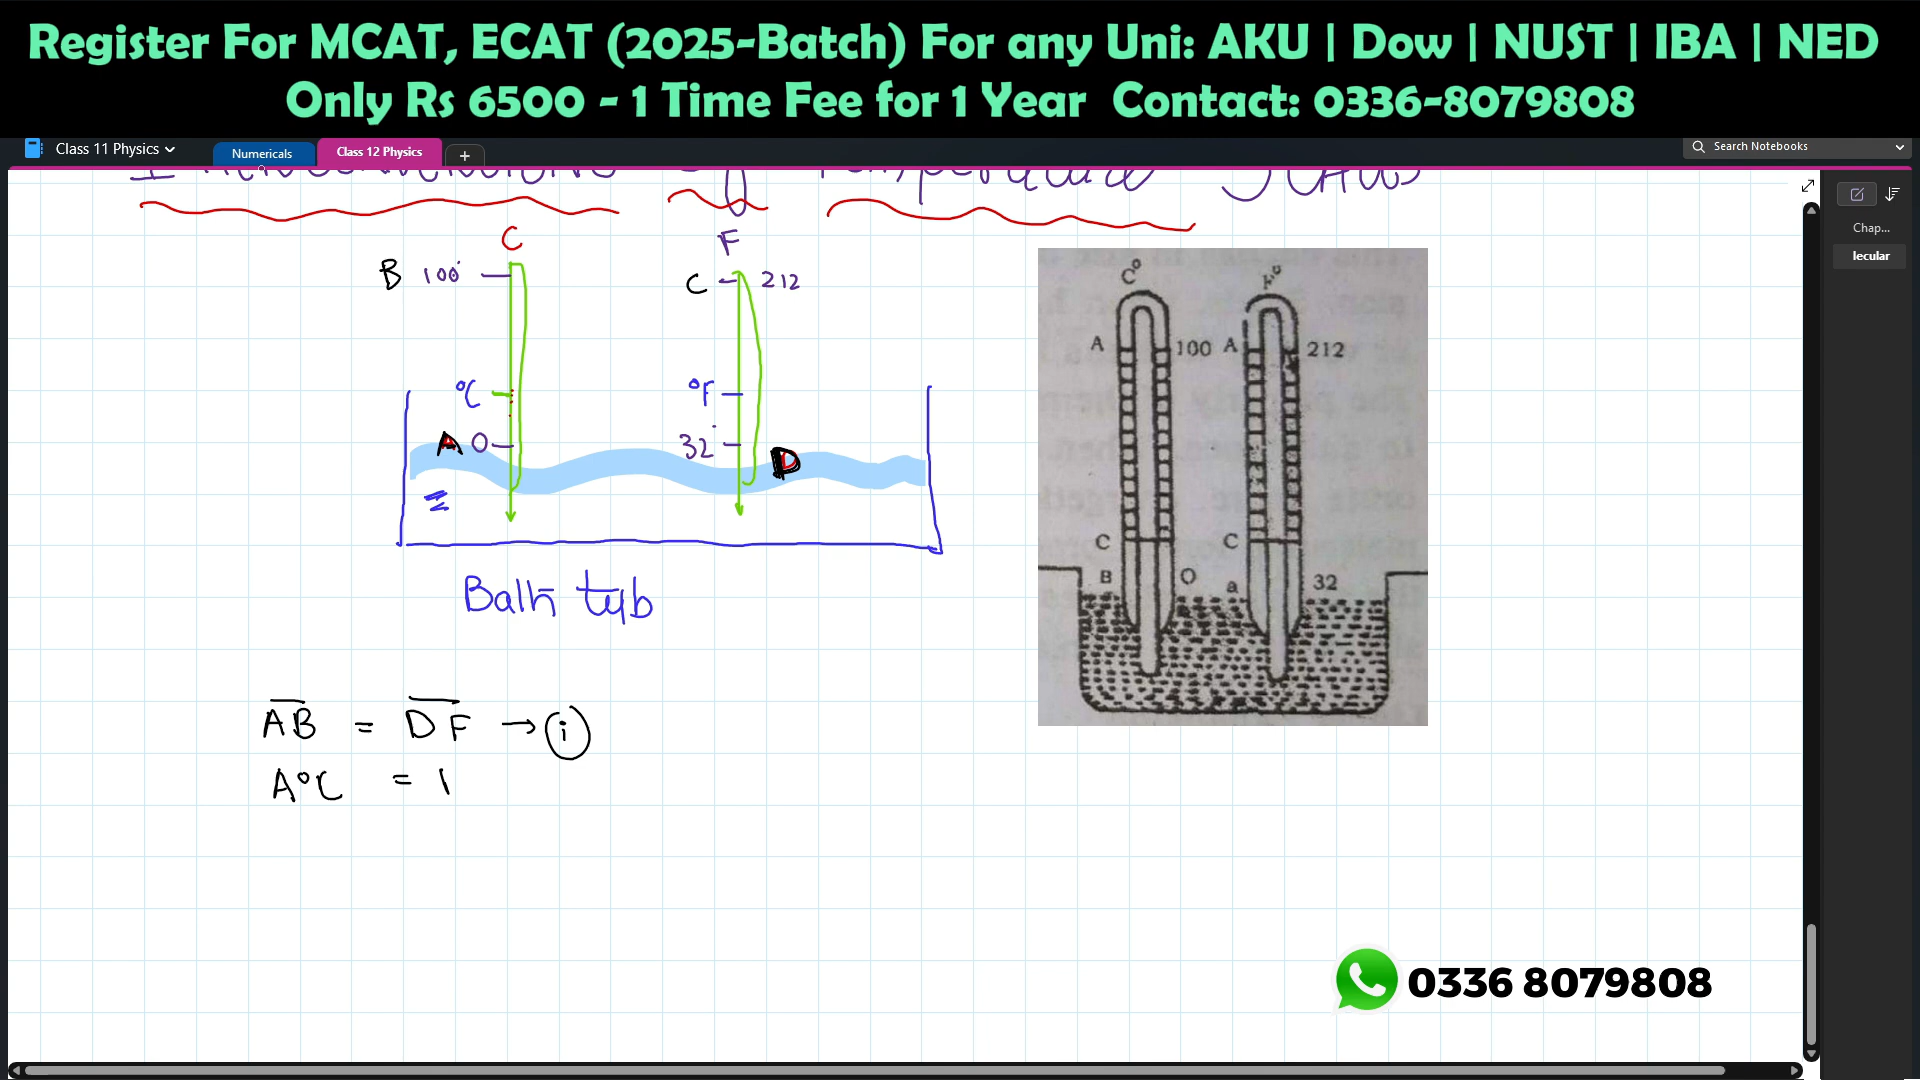 Register For MCAT, ECAT (2025-Batch) For any Uni: AKU | Dow | NUST | IBA | NED
Only Rs 6500 - 1 Time Fee for 1 Year Contact: 0336-8079808
Class 11 Physics
Numericals
Class 12 Physics
+
Search Notebooks
Chap...
lecular
C
F
B 100
C 212
°C
°F
A 0
32
D
Bath tub
C° F°
A 100 A 212
C C
B 0 a 32
AB = DF → (i)
A°C = 1
0336 8079808